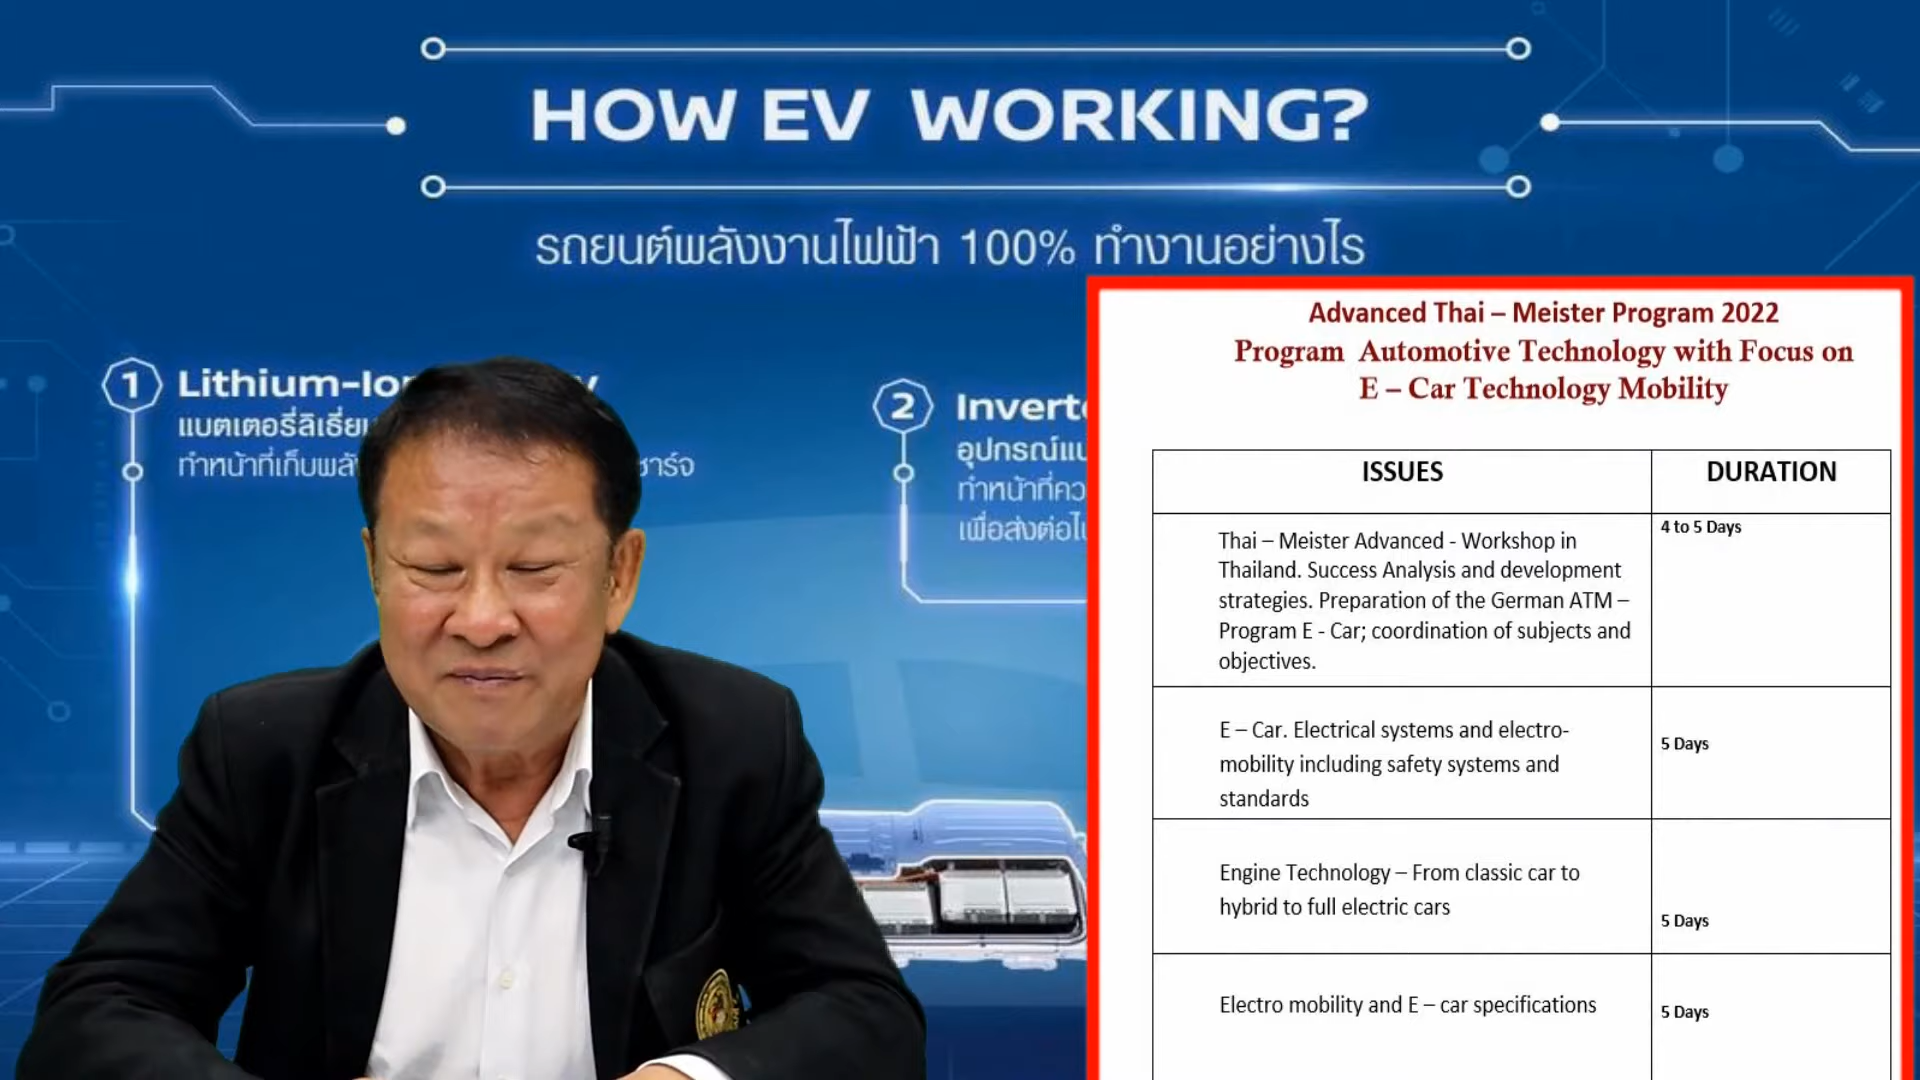 HOW EV WORKING?
รถยนต์พลังงานไฟฟ้า 100% ทำงานอย่างไร
1
แบตเตอรี่ลิเธีย
ทำหน้าที่เก็บ
ชาร์จ
2
อุปกรณ์
ทำหน้าที่
เพื่อส่งต่อ
Advanced Thai – Meister Program 2022
Program Automotive Technology with Focus on
E – Car Technology Mobility
ISSUES
DURATION
Thai – Meister Advanced - Workshop in
Thailand. Success Analysis and development
strategies. Preparation of the German ATM –
Program E - Car; coordination of subjects and
objectives.
4 to 5 Days
E – Car. Electrical systems and electro-
mobility including safety systems and
standards
5 Days
Engine Technology – From classic car to
hybrid to full electric cars
5 Days
Electro mobility and E – car specifications
5 Days